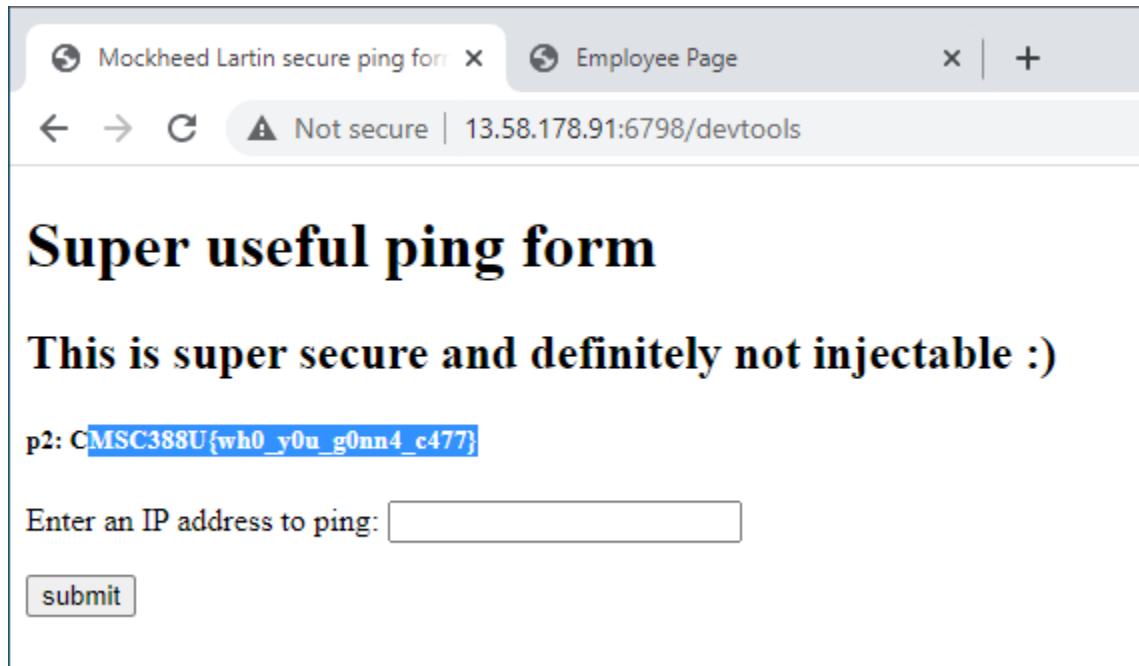 Mockheed Lartin secure ping for
Employee Page
Not secure | 13.58.178.91:6798/devtools
Super useful ping form
This is super secure and definitely not injectable :)
p2: CMSC388U{wh0_y0u_g0nn4_c477}
Enter an IP address to ping:
submit